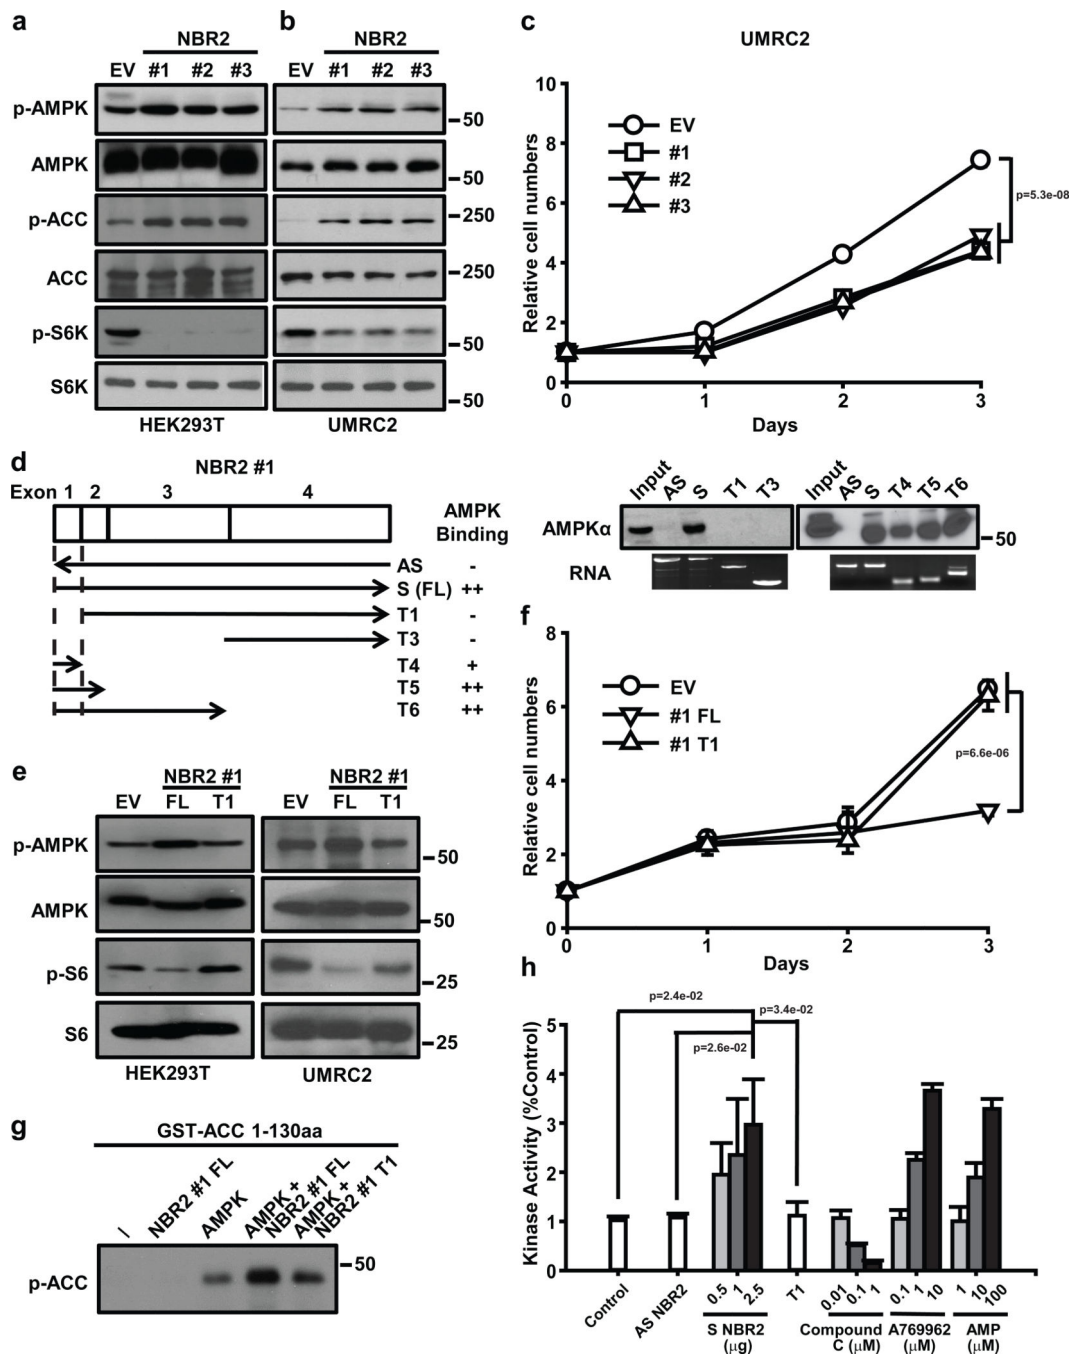 a
NBR2
EV #1 #2 #3
p-AMPK
AMPK
p-ACC
ACC
p-S6K
S6K
HEK293T
b
NBR2
EV #1 #2 #3
50
50
250
250
50
50
UMRC2
c
UMRC2
Relative cell numbers
10
8
6
4
2
0
EV
#1
#2
#3
p=5.3e-08
0 1 2 3
Days
d
NBR2 #1
Exon 1 2 3 4
AMPK
Binding
AS -
S (FL) ++
T1 -
T3 -
T4 +
T5 ++
T6 ++
Input AS S T1 T3
Input AS S T4 T5 T6
AMPKα
50
RNA
e
NBR2 #1
EV FL T1
NBR2 #1
EV FL T1
p-AMPK
50
AMPK
50
p-S6
25
S6
25
HEK293T
UMRC2
f
Relative cell numbers
8
6
4
2
0
EV
#1 FL
#1 T1
p=6.6e-06
0 1 2 3
Days
g
GST-ACC 1-130aa
-
NBR2 #1 FL
AMPK
AMPK +
NBR2 #1 FL
AMPK +
NBR2 #1 T1
p-ACC
50
h
p=2.4e-02
p=3.4e-02
p=2.6e-02
Kinase Activity (%Control)
5
4
3
2
1
0
Control
AS NBR2
0.5 1 2.5
S NBR2
(µg)
T1
0.01 0.1 1
Compound
C (µM)
0.1 1 10
A769962
(µM)
1 10 100
AMP
(µM)